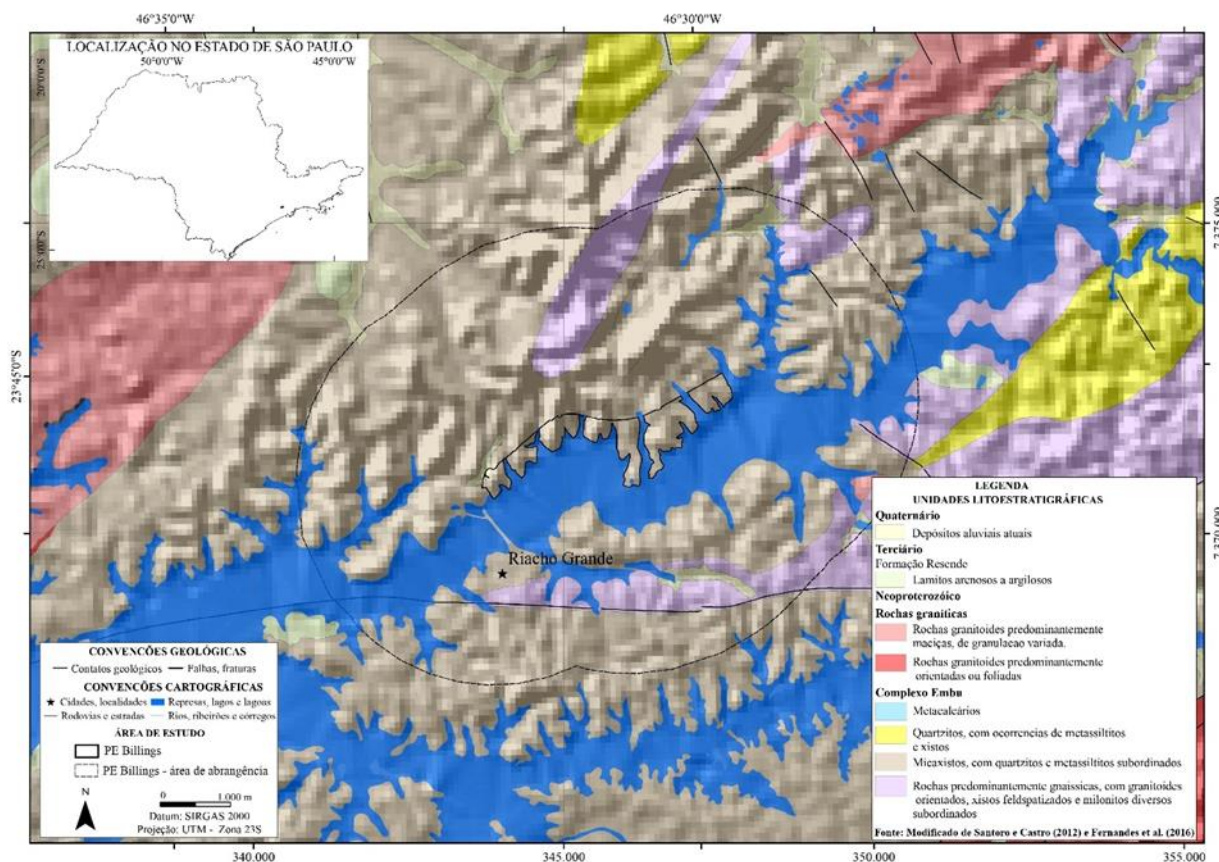 46°35'0"W
46°30'0"W
LOCALIZAÇÃO NO ESTADO DE SÃO PAULO
50°0'0"W
45°0'0"W
20°0'0"S
25°0'0"S
23°45'0"S
7.375.000
7.370.000
Riacho Grande
CONVENCÕES GEOLÓGICAS
Contatos geológicos
Falhas, fraturas
CONVENÇÕES CARTOGRÁFICAS
Cidades, localidades
Represas, lagos e lagoas
Rodovias e estradas
Rios, ribeirões e córregos
ÁREA DE ESTUDO
PE Billings
PE Billings - área de abrangência
N
0 1.000 m
Datum: SIRGAS 2000
Projeção: UTM - Zona 23S
LEGENDA
UNIDADES LITOESTRATIGRÁFICAS
Quaternário
Depósitos aluviais atuais
Terciário
Formação Resende
Lamitos arenosos a argilosos
Neoproterozóico
Rochas graníticas
Rochas granitoides predominantemente
maciças, de granulacao variada.
Rochas granitoides predominantemente
orientadas ou foliadas
Complexo Embu
Metacalcários
Quartzitos, com ocorrencias de metassiltitos
e xistos
Micaxistos, com quartzitos e metassiltitos subordinados
Rochas predominantemente gnaissicas, com granitoides
orientados, xistos feldspatizados e milonitos diversos
subordinados
Fonte: Modificado de Santoro e Castro (2012) e Fernandes et al. (2016)
340.000
345.000
350.000
355.000